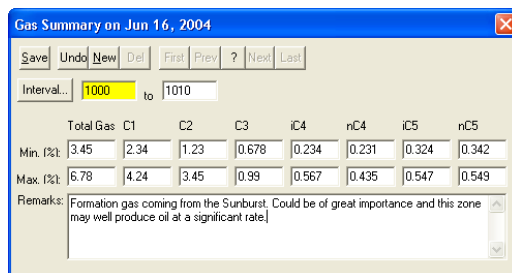 Gas Summary on Jun 16, 2004
Save Undo New Del First Prev ? Next Last
Interval... 1000 to 1010
Total Gas C1 C2 C3 iC4 nC4 iC5 nC5
Min. (%): 3.45 2.34 1.23 0.678 0.234 0.231 0.324 0.342
Max. (%): 6.78 4.24 3.45 0.99 0.567 0.435 0.547 0.549
Remarks: Formation gas coming from the Sunburst. Could be of great importance and this zone
may well produce oil at a significant rate.